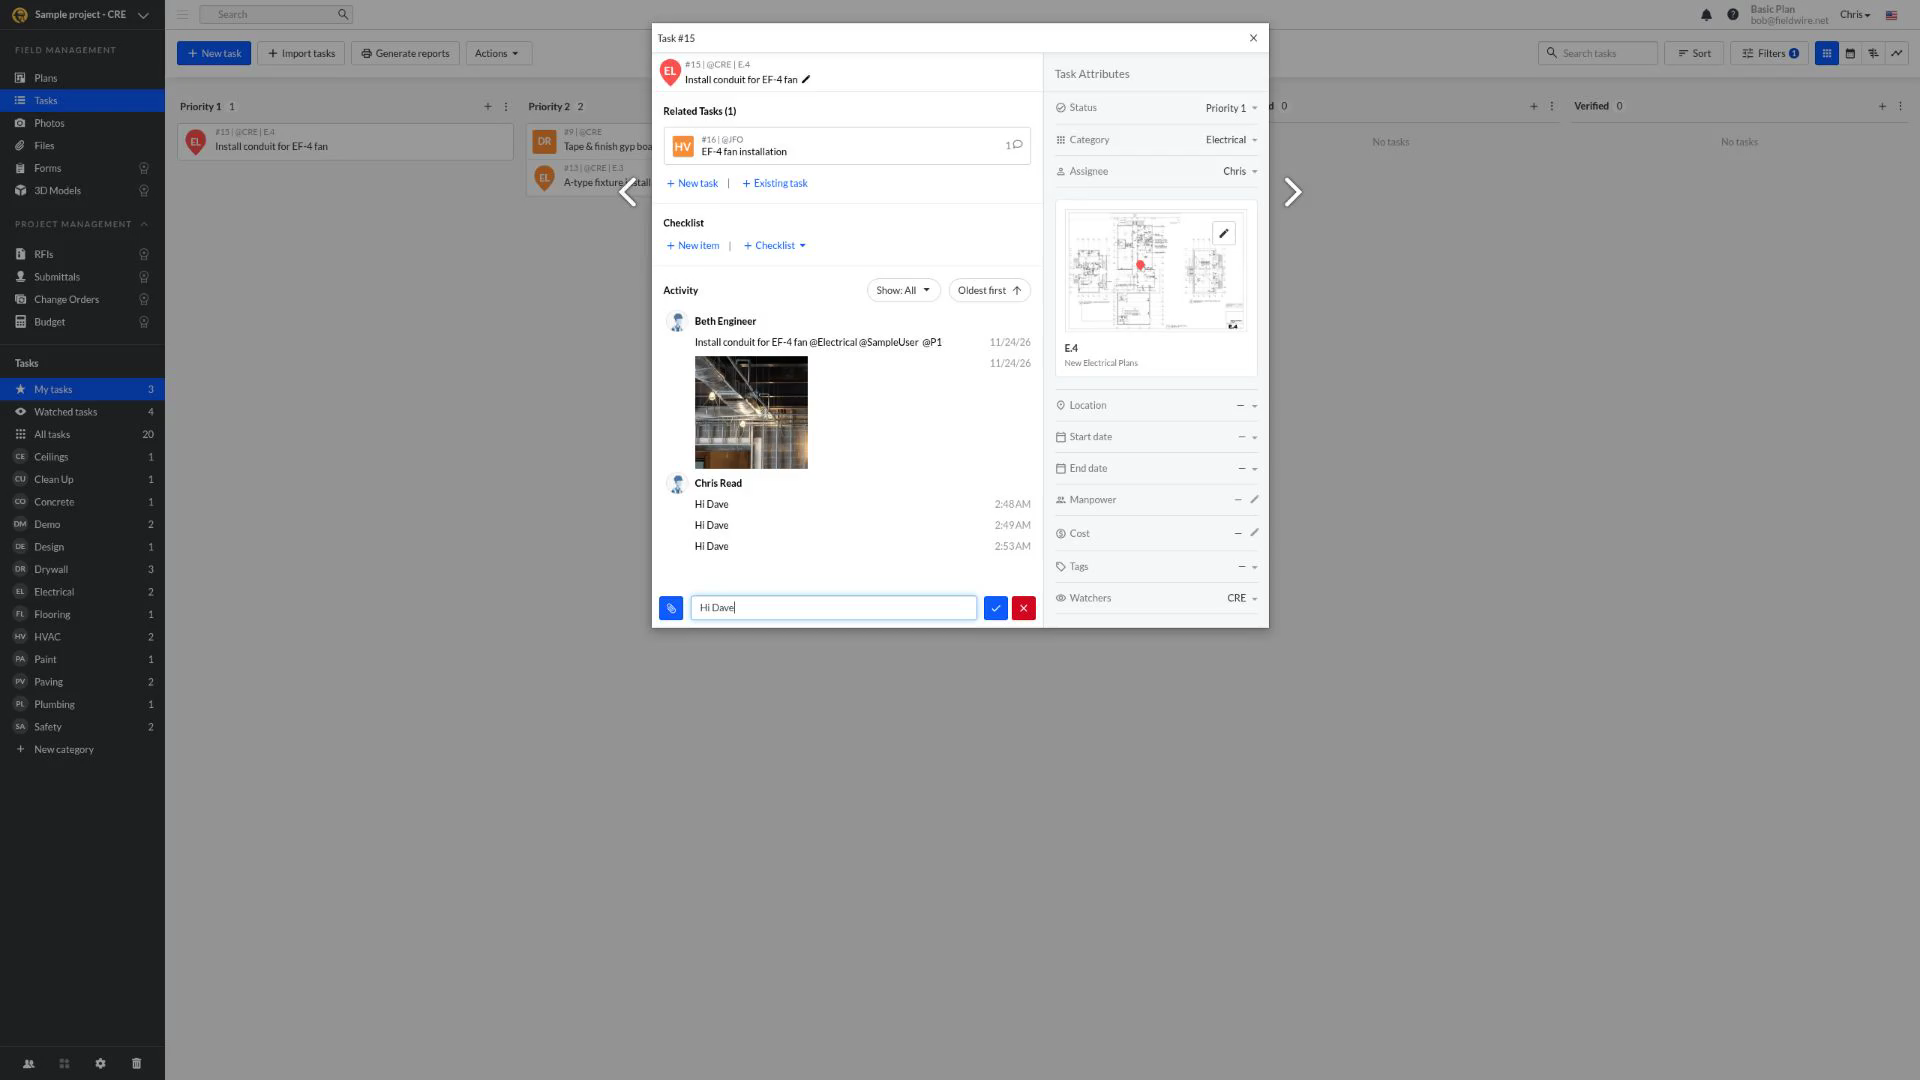 Sample project - CRE
Search
Basic Plan
bob@fieldwire.net
Chris
FIELD MANAGEMENT
Plans
Tasks
Photos
Files
Forms
3D Models
PROJECT MANAGEMENT
RFIs
Submittals
Change Orders
Budget
Tasks
My tasks 3
Watched tasks 4
All tasks 20
CE Ceilings 1
CU Clean Up 1
CO Concrete 1
DM Demo 2
DE Design 1
DR Drywall 3
EL Electrical 2
FL Flooring 1
HV HVAC 2
PA Paint 1
PV Paving 2
PL Plumbing 1
SA Safety 2
+ New category
+ New task
+ Import tasks
Generate reports
Actions
Search tasks
Sort
Filters 1
Priority 1 1
EL
#15 | @CRE | E.4
Install conduit for EF-4 fan
Priority 2 2
DR
#9 | @CRE
Tape & finish gyp boa
EL
#13 | @CRE | E.3
A-type fixture install
d 0
No tasks
Verified 0
No tasks
Task #15
EL
#15 | @CRE | E.4
Install conduit for EF-4 fan
Related Tasks (1)
HV
#16 | @JFO
EF-4 fan installation
1
+ New task | + Existing task
Checklist
+ New item | + Checklist
Activity
Show: All
Oldest first
Beth Engineer
Install conduit for EF-4 fan @Electrical @SampleUser @P1 11/24/26
11/24/26
Chris Read
Hi Dave 2:48AM
Hi Dave 2:49AM
Hi Dave 2:53AM
Hi Dave
Task Attributes
Status Priority 1
Category Electrical
Assignee Chris
E.4
E.4
New Electrical Plans
Location –
Start date –
End date –
Manpower –
Cost –
Tags –
Watchers CRE